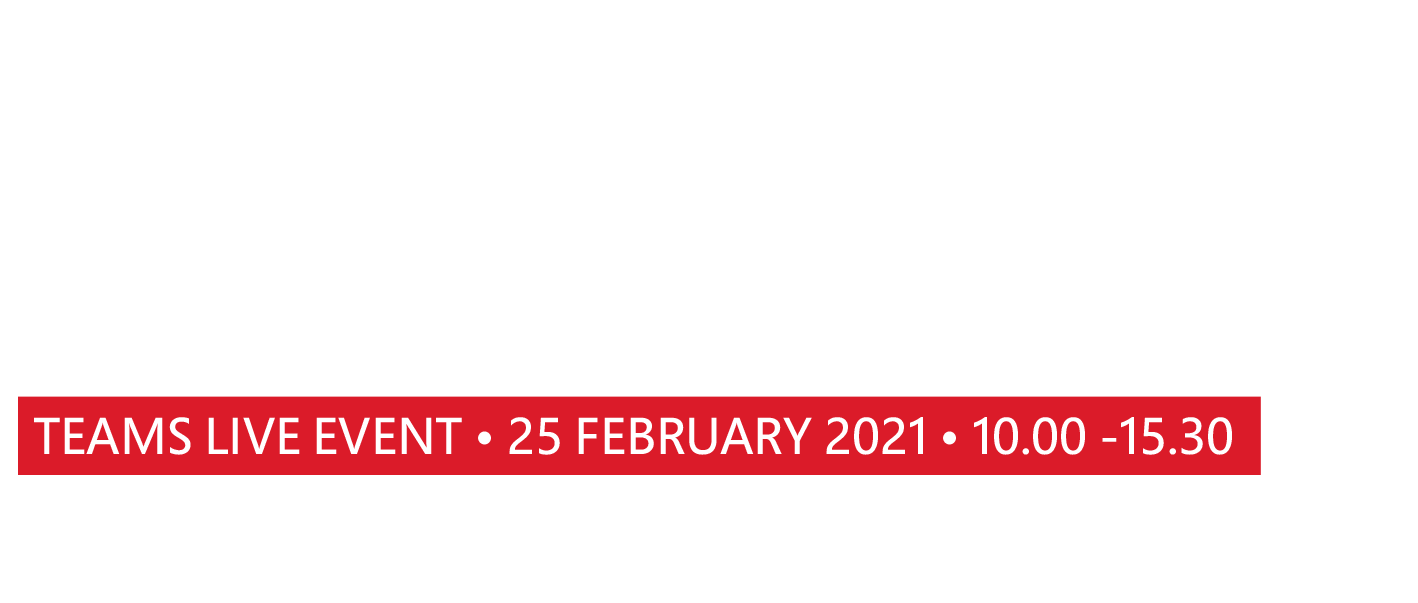 TEAMS LIVE EVENT • 25 FEBRUARY 2021 • 10.00 -15.30